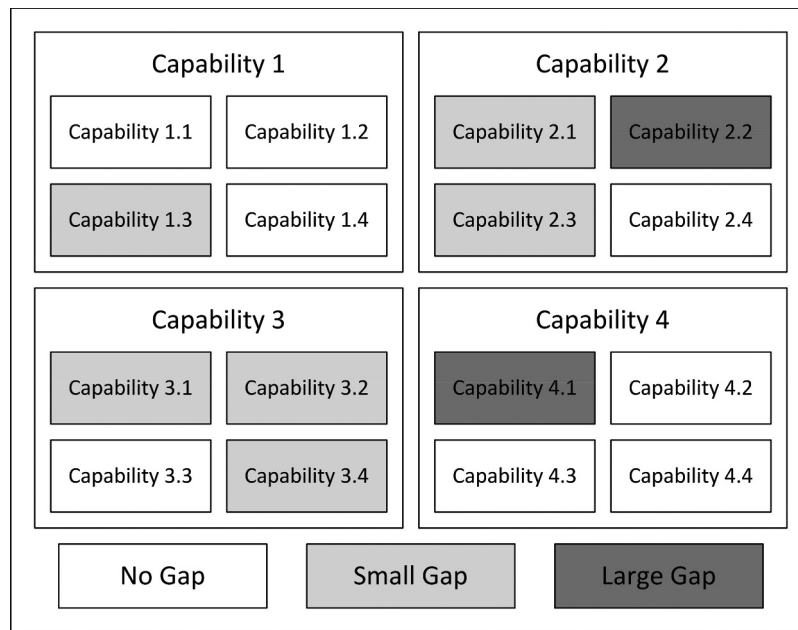 Capability 1
Capability 1.1
Capability 1.2
Capability 1.3
Capability 1.4
Capability 2
Capability 2.1
Capability 2.2
Capability 2.3
Capability 2.4
Capability 3
Capability 3.1
Capability 3.2
Capability 3.3
Capability 3.4
Capability 4
Capability 4.1
Capability 4.2
Capability 4.3
Capability 4.4
No Gap
Small Gap
Large Gap